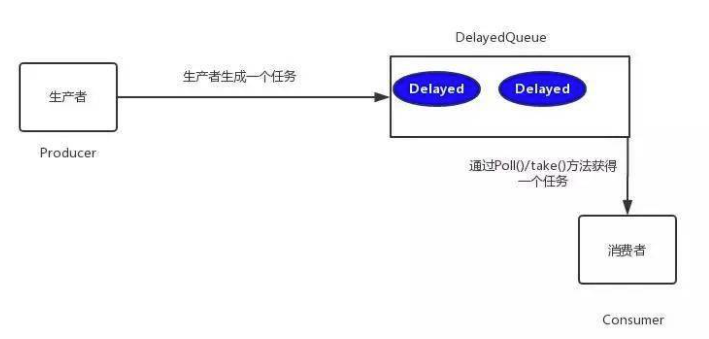 DelayedQueue
生产者生成一个任务
Delayed
Delayed
生产者
Producer
通过Poll()/take()方法获得
一个任务
消费者
Consumer